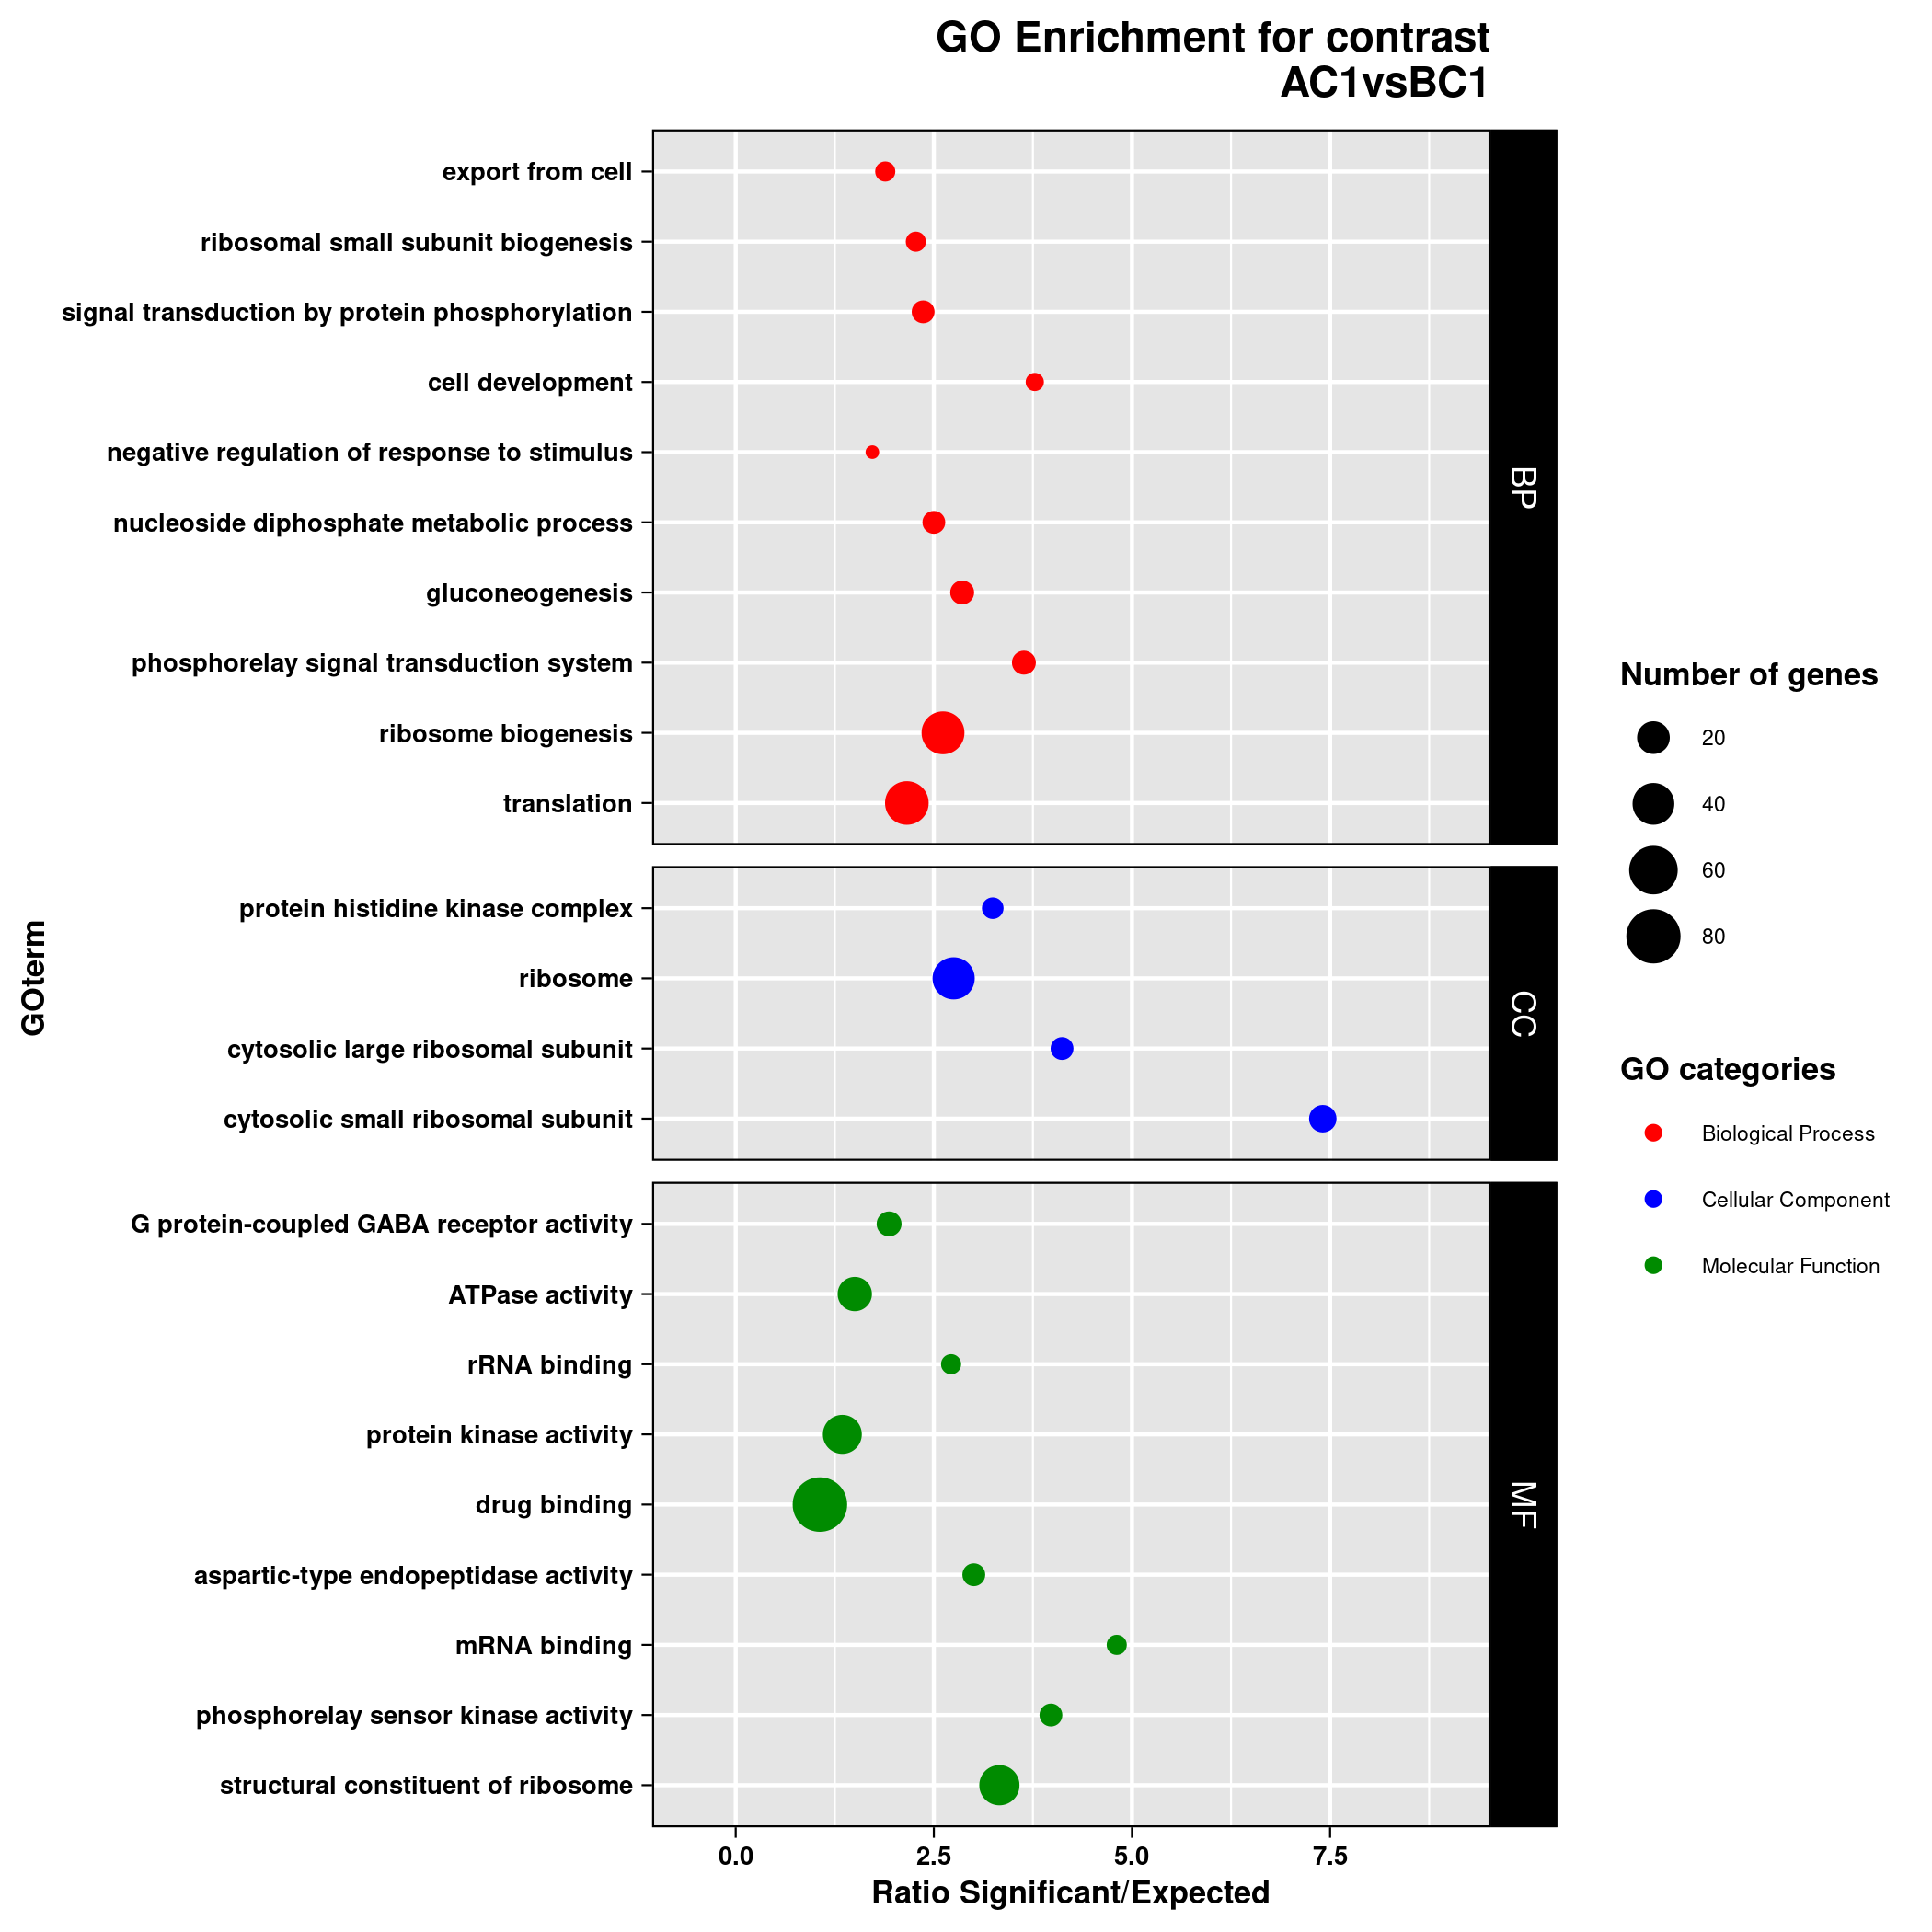 GO Enrichment for contrast
AC1vsBC1
export from cell
ribosomal small subunit biogenesis
signal transduction by protein phosphorylation
cell development
negative regulation of response to stimulus
nucleoside diphosphate metabolic process
gluconeogenesis
phosphorelay signal transduction system
ribosome biogenesis
translation
BP
protein histidine kinase complex
ribosome
cytosolic large ribosomal subunit
cytosolic small ribosomal subunit
CC
G protein-coupled GABA receptor activity
ATPase activity
rRNA binding
protein kinase activity
drug binding
aspartic-type endopeptidase activity
mRNA binding
phosphorelay sensor kinase activity
structural constituent of ribosome
MF
GOterm
0.0
2.5
5.0
7.5
Ratio Significant/Expected
Number of genes
20
40
60
80
GO categories
Biological Process
Cellular Component
Molecular Function